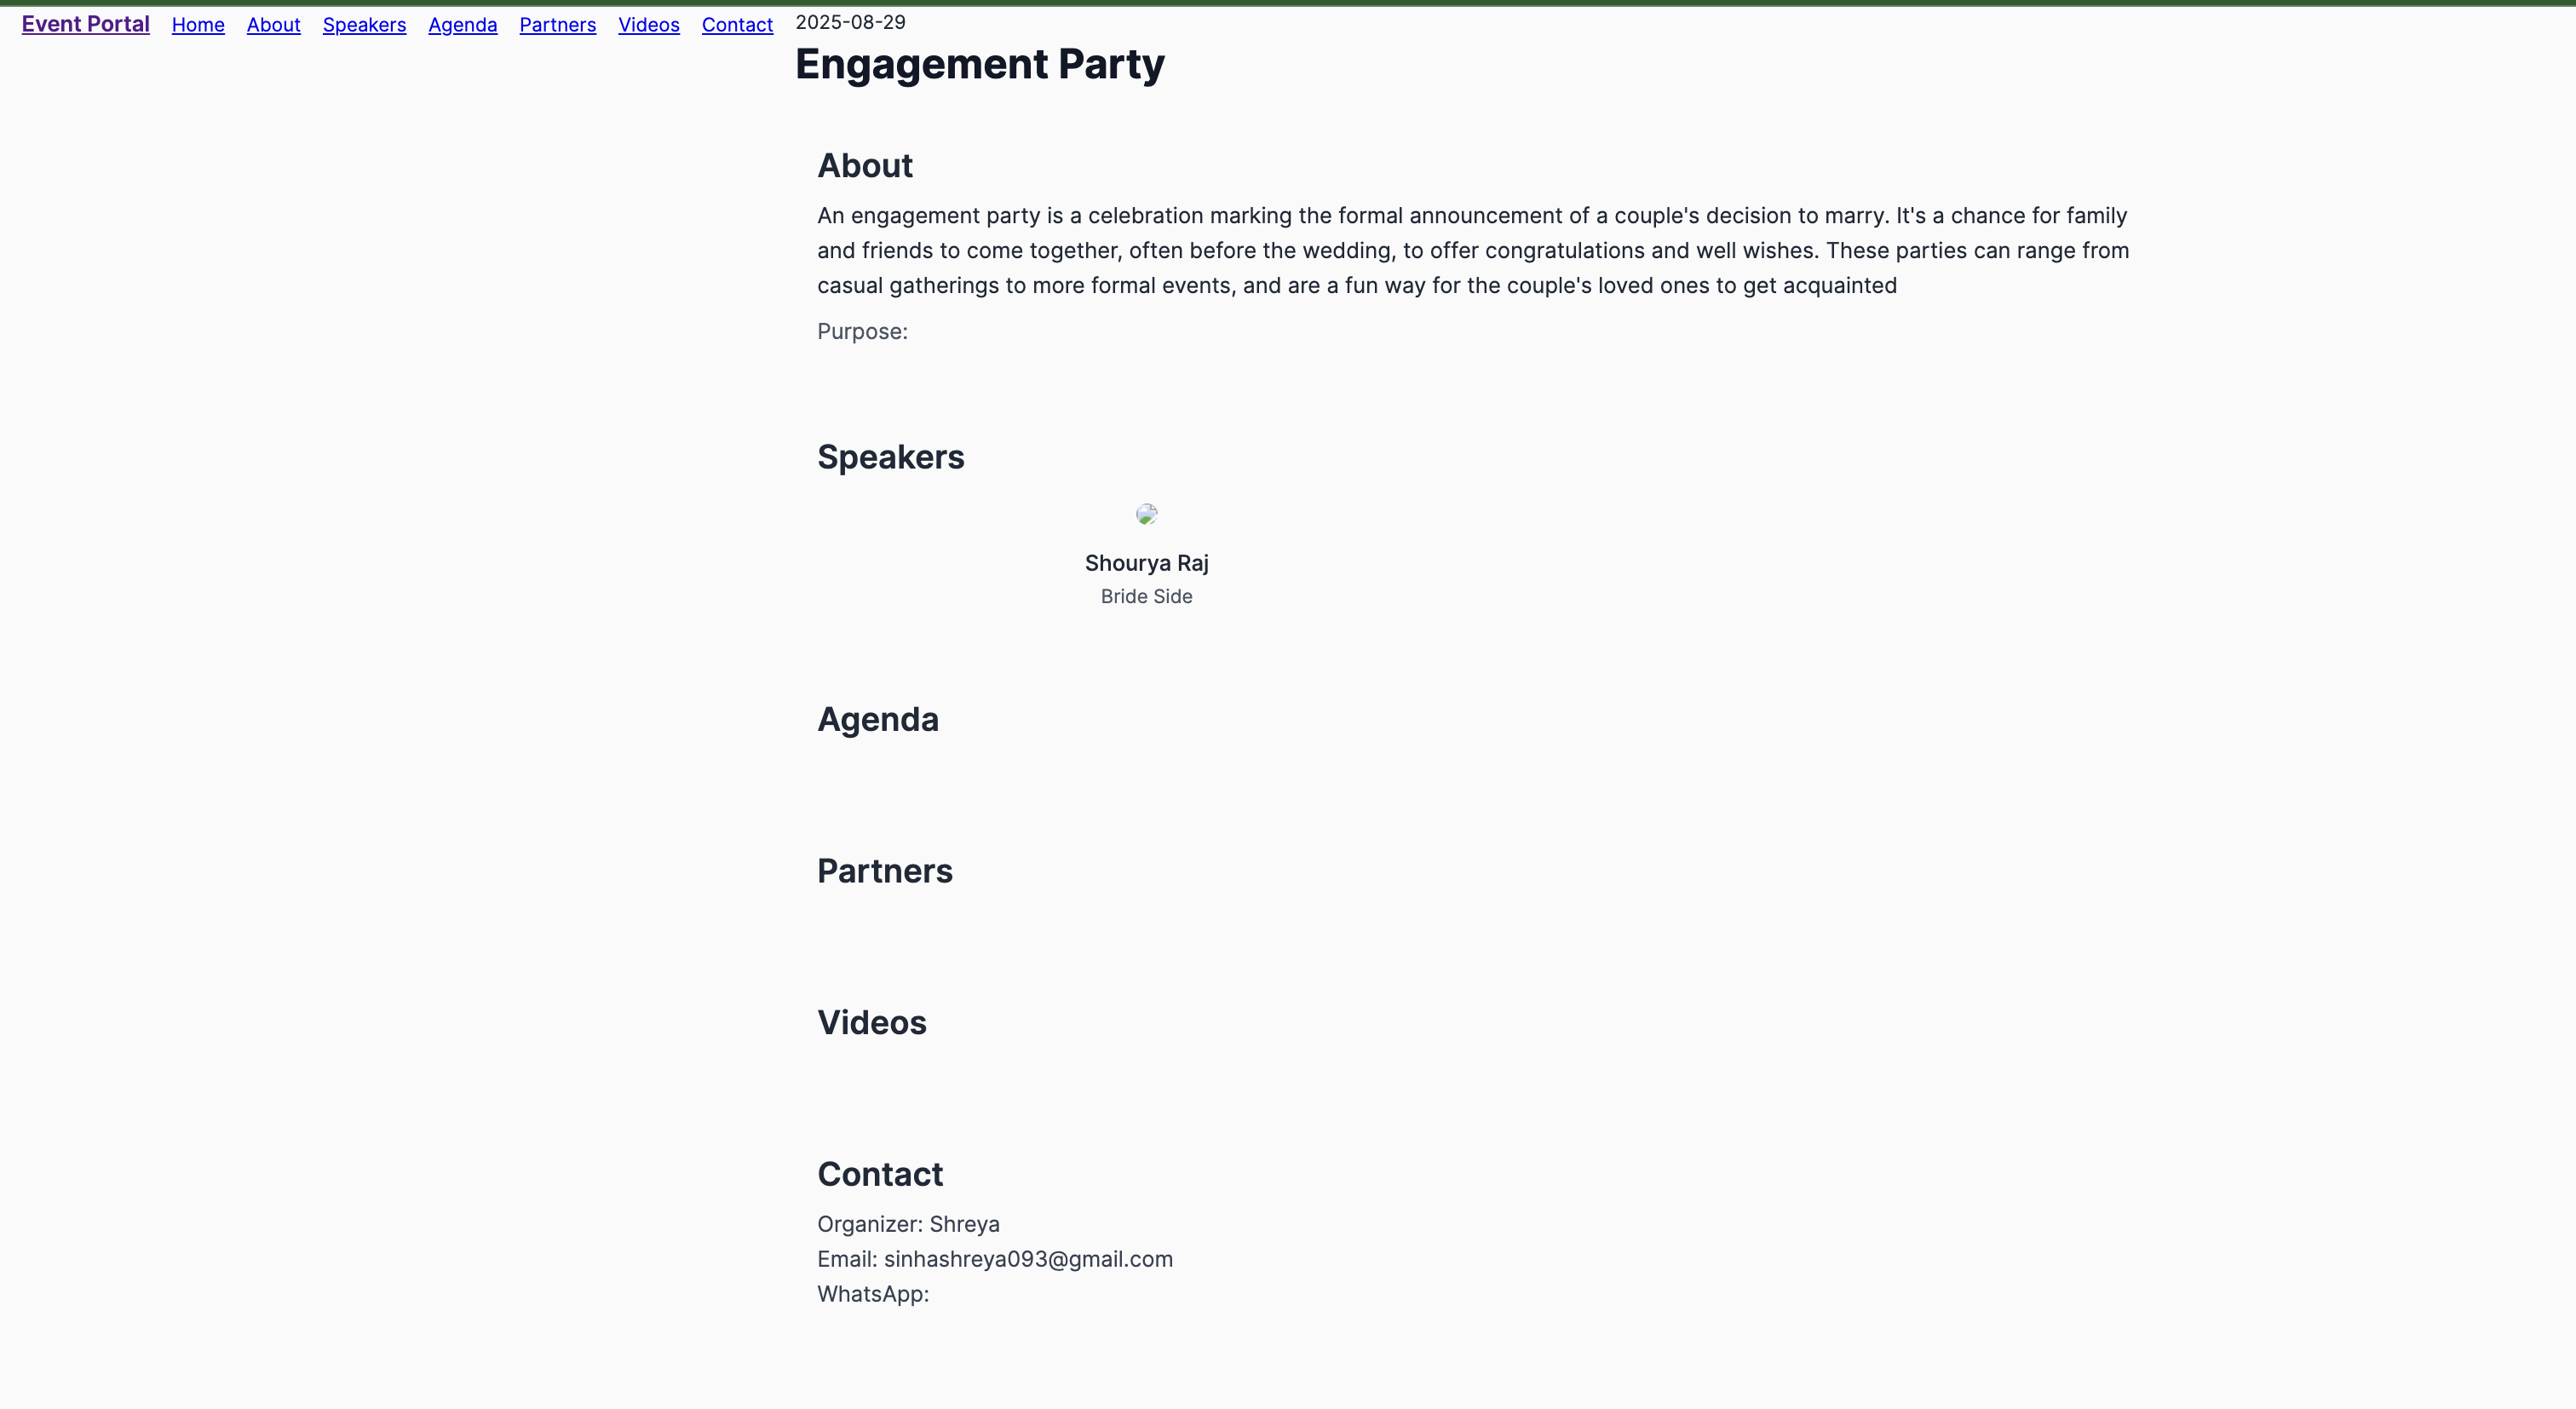 Event Portal Home About Speakers Agenda Partners Videos Contact 2025-08-29
Engagement Party
About
An engagement party is a celebration marking the formal announcement of a couple's decision to marry. It's a chance for family
and friends to come together, often before the wedding, to offer congratulations and well wishes. These parties can range from
casual gatherings to more formal events, and are a fun way for the couple's loved ones to get acquainted
Purpose:
Speakers
Shourya Raj
Bride Side
Agenda
Partners
Videos
Contact
Organizer: Shreya
Email: sinhashreya093@gmail.com
WhatsApp: